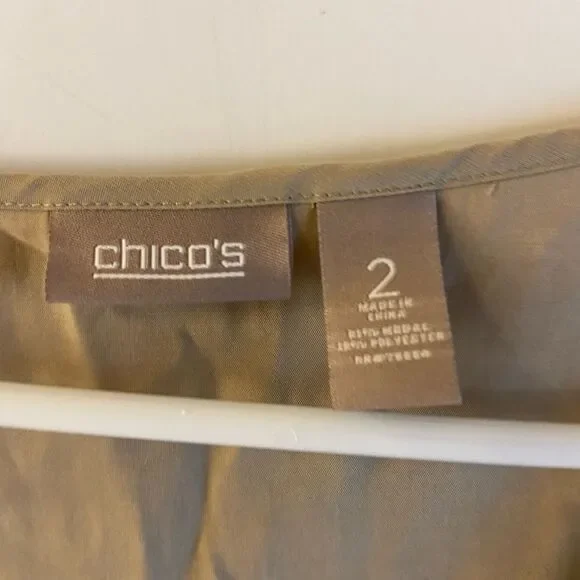 chico's
2
MADE IN
CHINA
MODAL
POLYESTER